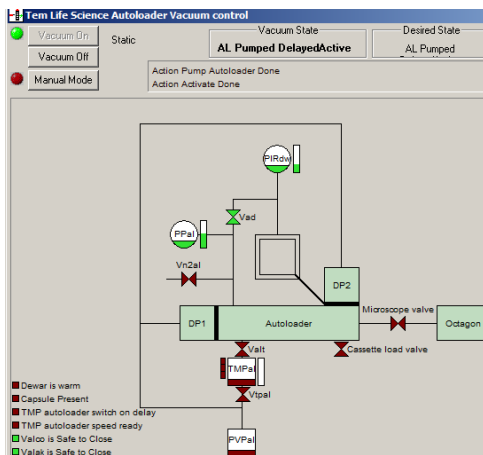 Tem Life Science Autoloader Vacuum control
Vacuum On
Static
Vacuum State
Desired State
AL Pumped DelayedActive
AL Pumped
Vacuum Off
Manual Mode
Action Pump Autoloader Done
Action Activate Done
PIRdw
Vad
PPal
Vn2al
DP2
Microscope valve
DP1
Autoloader
Octagon
Valt
Cassette load valve
TMPal
Vtpal
Dewar is warm
Capsule Present
TMP autoloader switch on delay
TMP autoloader speed ready
Valco is Safe to Close
Valak is Safe to Close
PVPal